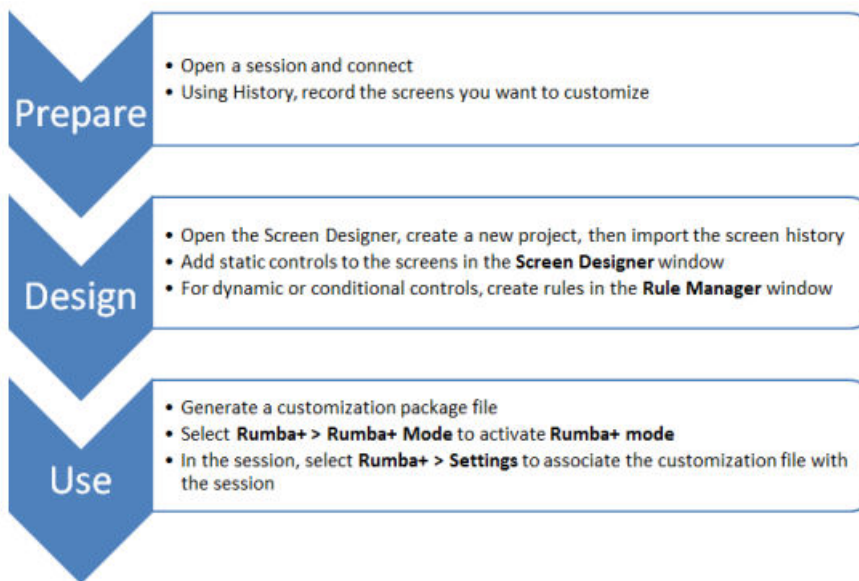 Prepare
• Open a session and connect
• Using History, record the screens you want to customize
Design
• Open the Screen Designer, create a new project, then import the screen history
• Add static controls to the screens in the Screen Designer window
• For dynamic or conditional controls, create rules in the Rule Manager window
Use
• Generate a customization package file
• Select Rumba+ > Rumba+ Mode to activate Rumba+ mode
• In the session, select Rumba+ > Settings to associate the customization file with
the session